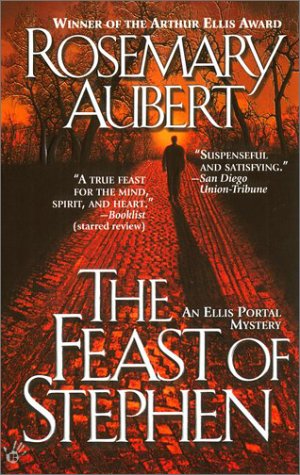 WINNER OF THE ARTHUR ELLIS AWARD
ROSEMARY
AUBERT
"A TRUE FEAST
FOR THE MIND,
SPIRIT, AND HEART."
—Booklist
(starred review)
"SUSPENSEFUL
AND SATISFYING."
—San Diego
Union-Tribune
THE
AN ELLIS PORTAL
MYSTERY
FEAST OF
STEPHEN